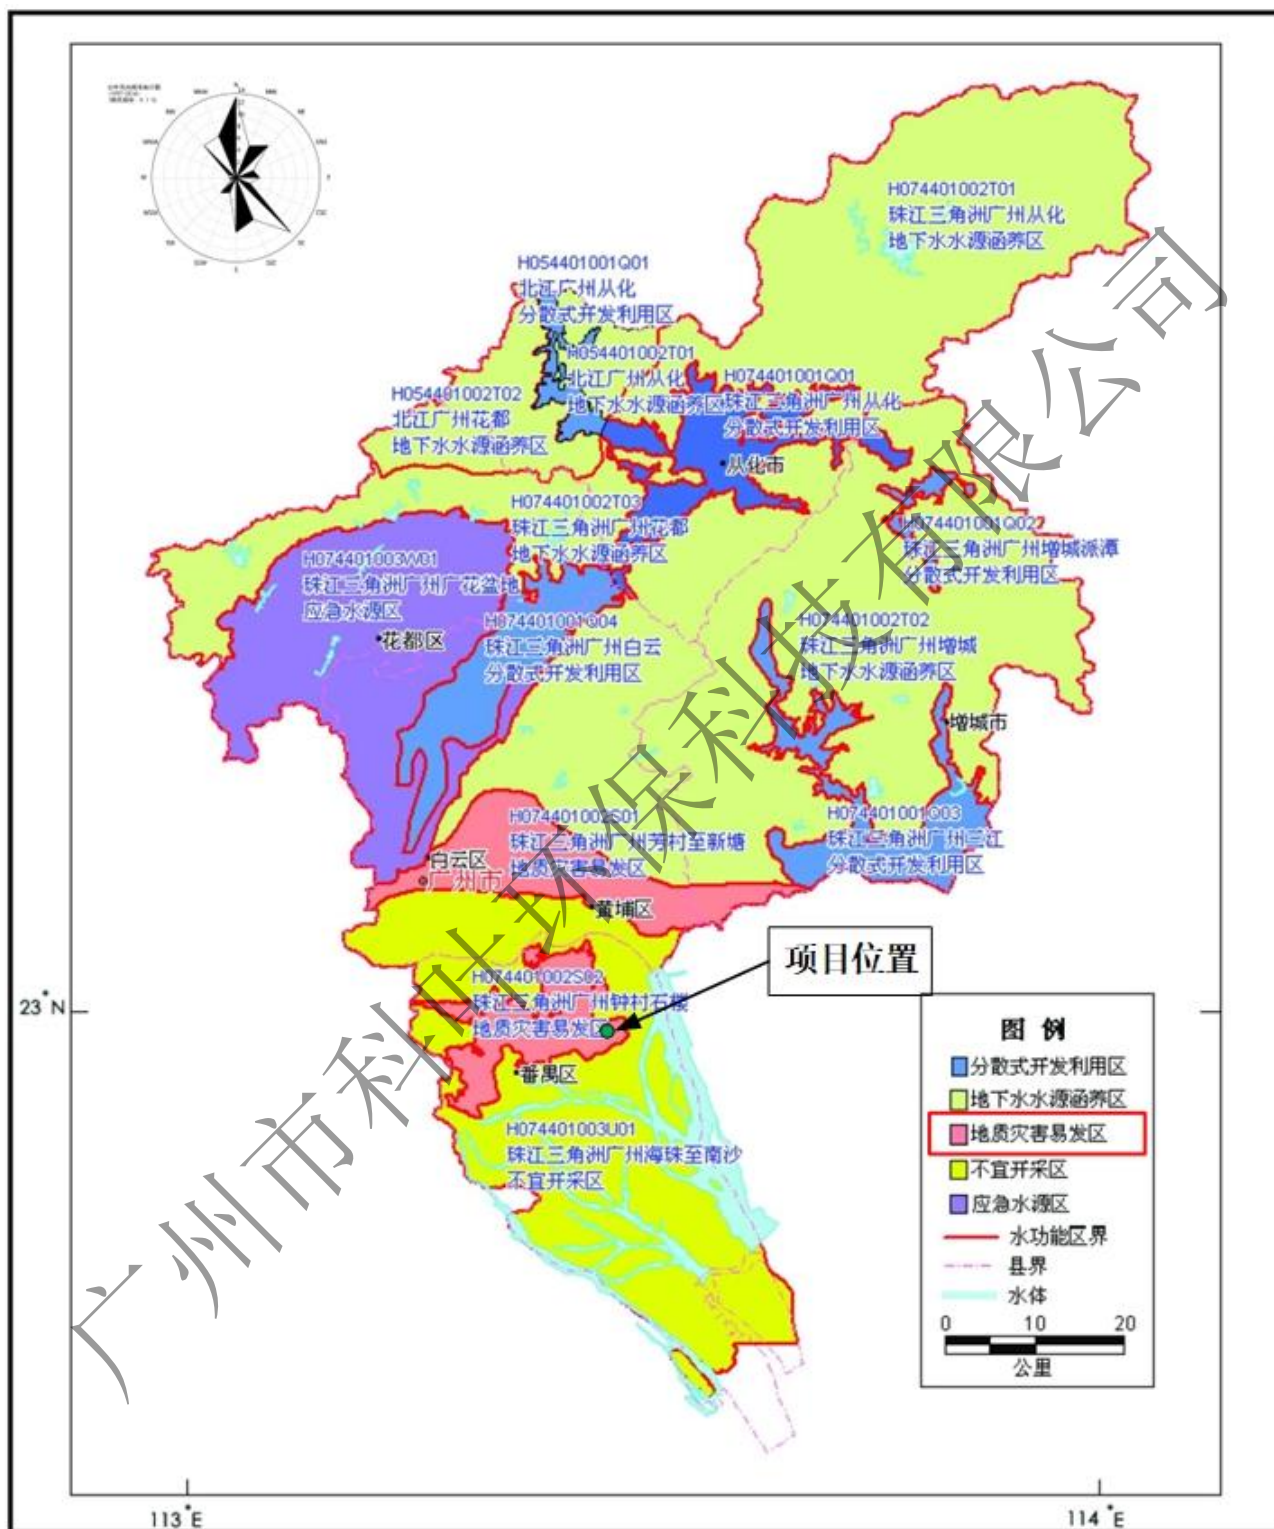 H074401002T01
珠江三角洲广州从化
地下水水源涵养区
H054401001Q01
北江广州从化
分散式开发利用区
H054401002T01
北江广州从化
地下水水源涵养区
H074401001Q01
珠江三角洲广州从化
分散式开发利用区
H054401002T02
北江广州花都
地下水水源涵养区
从化市
H074401002T03
珠江三角洲广州花都
地下水水源涵养区
H074401001Q02
珠江三角洲广州增城派潭
分散式开发利用区
H074401003W01
珠江三角洲广州广花盆地
应急水源区
花都区
H074401001Q04
珠江三角洲广州白云
分散式开发利用区
H074401002T02
珠江三角洲广州增城
地下水水源涵养区
增城市
H074401002S01
珠江三角洲广州芳村至新塘
地质灾害易发区
H074401001Q03
珠江三角洲广州三江
分散式开发利用区
白云区
广州市
黄埔区
项目位置
H074401002S02
珠江三角洲广州钟村石楼
地质灾害易发区
番禺区
H074401003U01
珠江三角洲广州海珠至南沙
不宜开采区
23°N
图 例
分散式开发利用区
地下水水源涵养区
地质灾害易发区
不宜开采区
应急水源区
水功能区界
县界
水体
0 10 20
公里
113°E
114°E
广州市科叶环保科技有限公司